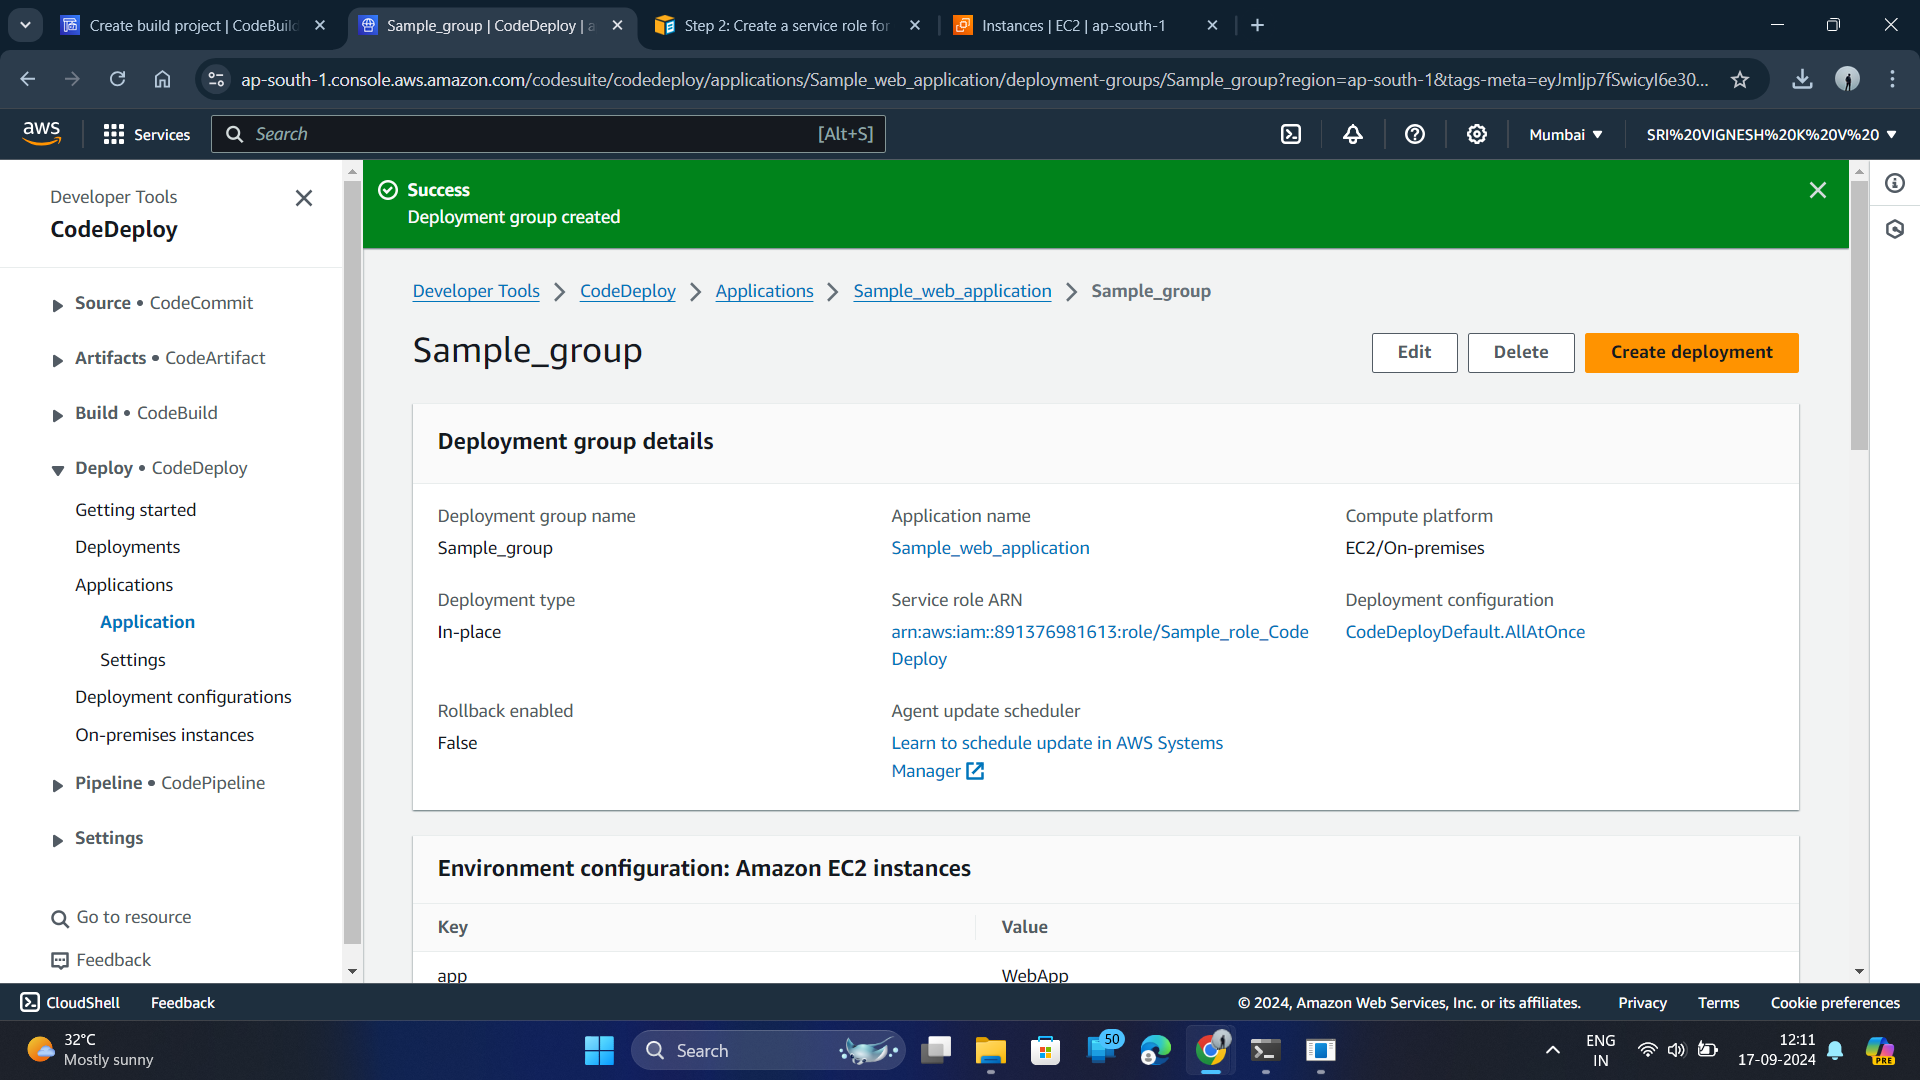 Create build project | CodeBuild
Sample_group | CodeDeploy | a
Step 2: Create a service role for
Instances | EC2 | ap-south-1
ap-south-1.console.aws.amazon.com/codesuite/codedeploy/applications/Sample_web_application/deployment-groups/Sample_group?region=ap-south-1&tags-meta=eyJmIjp7fSwicyI6e30...
aws
Services
Search
[Alt+S]
Mumbai
SRI%20VIGNESH%20K%20V%20
Developer Tools
CodeDeploy
Source • CodeCommit
Artifacts • CodeArtifact
Build • CodeBuild
Deploy • CodeDeploy
Getting started
Deployments
Applications
Application
Settings
Deployment configurations
On-premises instances
Pipeline • CodePipeline
Settings
Go to resource
Feedback
Success
Deployment group created
Developer Tools > CodeDeploy > Applications > Sample_web_application > Sample_group
Sample_group
Edit
Delete
Create deployment
Deployment group details
Deployment group name
Sample_group
Application name
Sample_web_application
Compute platform
EC2/On-premises
Deployment type
In-place
Service role ARN
arn:aws:iam::891376981613:role/Sample_role_Code
Deploy
Deployment configuration
CodeDeployDefault.AllAtOnce
Rollback enabled
False
Agent update scheduler
Learn to schedule update in AWS Systems
Manager
Environment configuration: Amazon EC2 instances
Key
Value
app
WebApp
CloudShell
Feedback
© 2024, Amazon Web Services, Inc. or its affiliates.
Privacy
Terms
Cookie preferences
32°C
Mostly sunny
Search
50
ENG
IN
12:11
17-09-2024
PRE